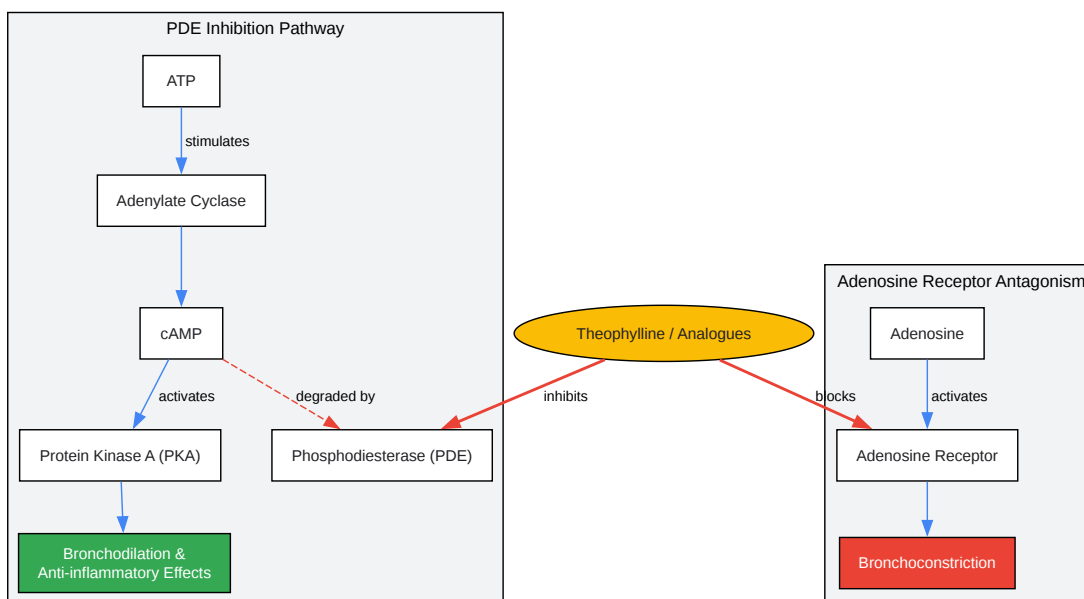 PDE Inhibition Pathway
ATP
stimulates
Adenylate Cyclase
cAMP
activates
degraded by
Protein Kinase A (PKA)
Phosphodiesterase (PDE)
Bronchodilation &
Anti-inflammatory Effects
Theophylline / Analogues
inhibits
blocks
Adenosine Receptor Antagonism
Adenosine
activates
Adenosine Receptor
Bronchoconstriction